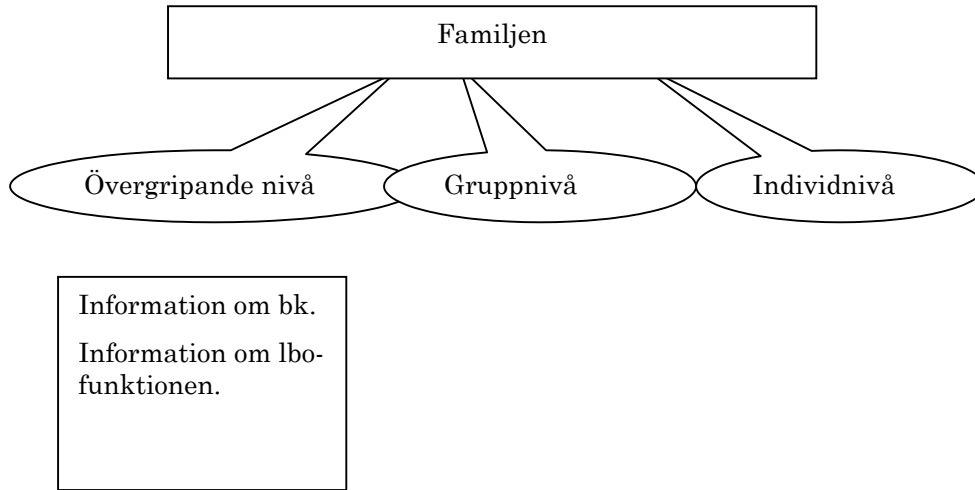 Familjen
Övergripande nivå
Gruppnivå
Individnivå
Information om bk.
Information om lbo-
funktionen.